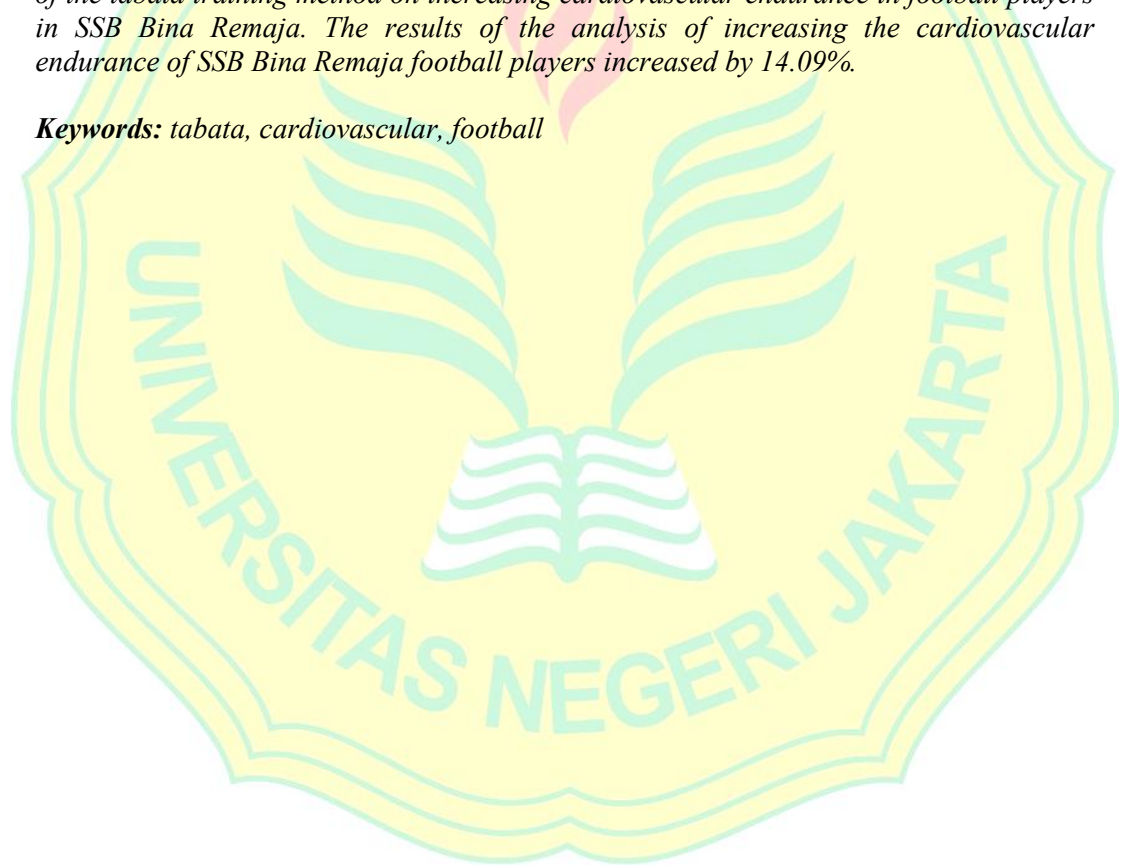 of the tabata training method on increasing cardiovascular endurance in football players
in SSB Bina Remaja. The results of the analysis of increasing the cardiovascular
endurance of SSB Bina Remaja football players increased by 14.09%.
Keywords: tabata, cardiovascular, football
UNIVERSITAS NEGERI JAKARTA